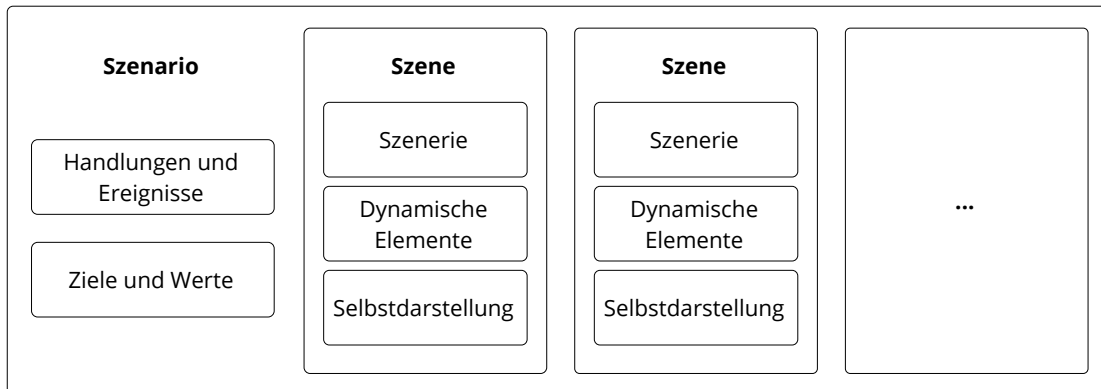 Szenario
Handlungen und
Ereignisse
Ziele und Werte
Szene
Szenerie
Dynamische
Elemente
Selbstdarstellung
Szene
Szenerie
Dynamische
Elemente
Selbstdarstellung
...